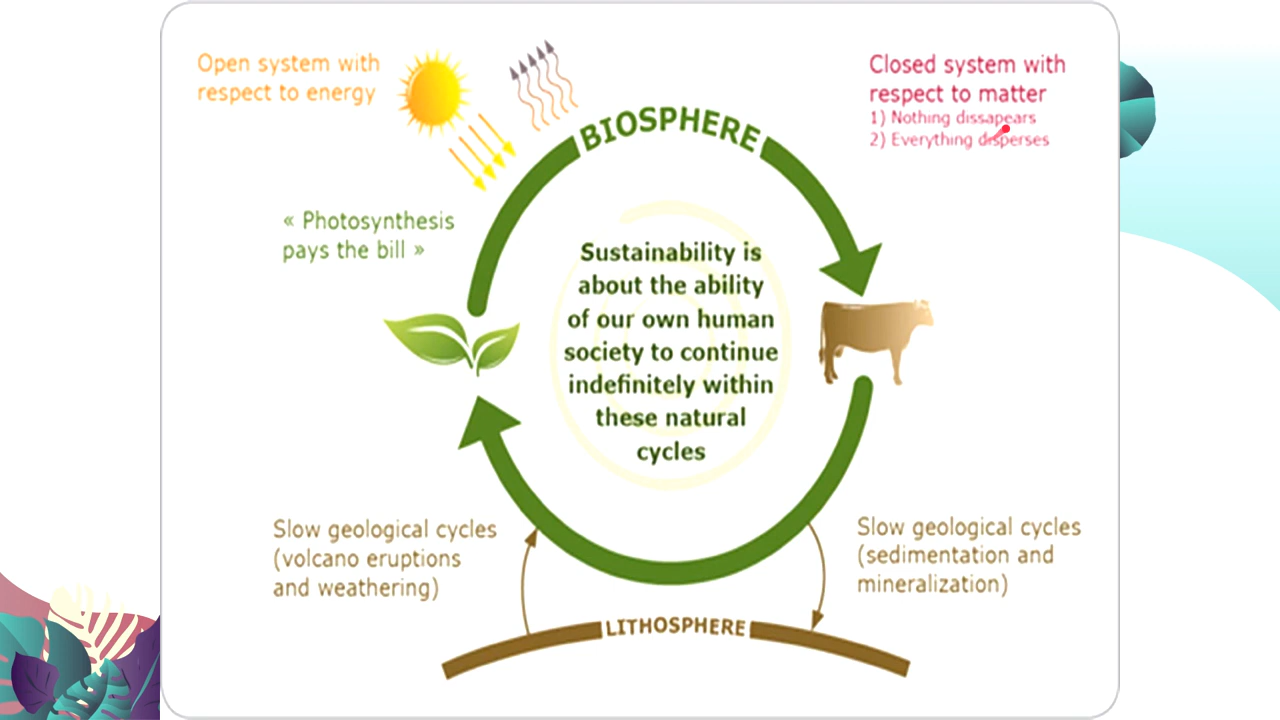 Open system with
respect to energy
Closed system with
respect to matter
1) Nothing dissapears
2) Everything disperses
BIOSPHERE
« Photosynthesis
pays the bill »
Sustainability is
about the ability
of our own human
society to continue
indefinitely within
these natural
cycles
Slow geological cycles
(volcano eruptions
and weathering)
Slow geological cycles
(sedimentation and
mineralization)
LITHOSPHERE